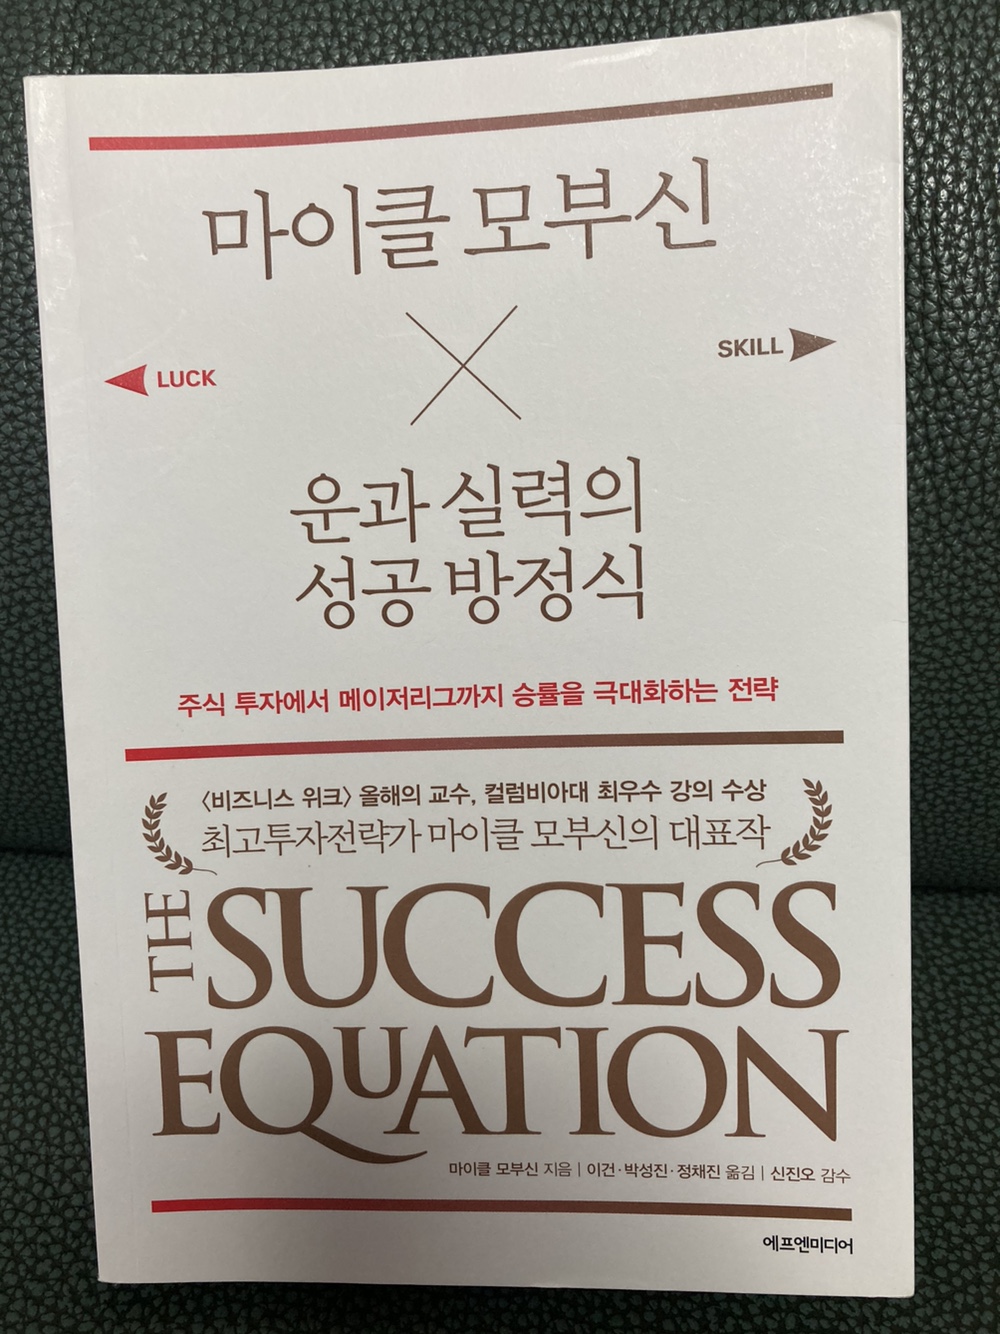 마이클 모부신
LUCK
SKILL
운과 실력의
성공 방정식
주식 투자에서 메이저리그까지 승률을 극대화하는 전략
〈비즈니스 위크〉 올해의 교수, 컬럼비아대 최우수 강의 수상
최고투자전략가 마이클 모부신의 대표작
THE SUCCESS
EQUATION
마이클 모부신 지음 | 이건·박성진·정채진 옮김 | 신진오 감수
에프엔미디어